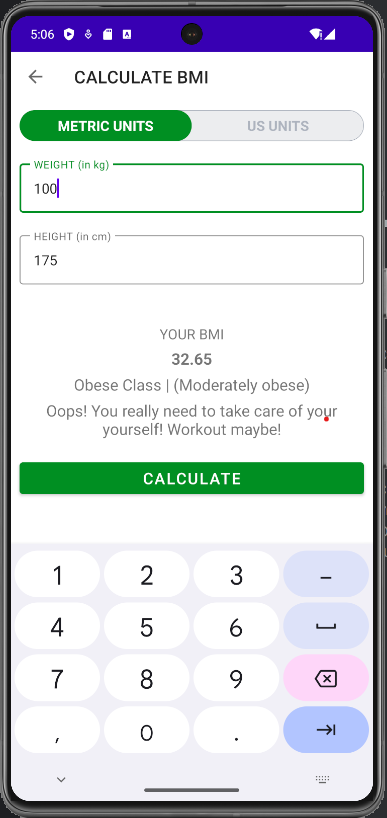 5:06
CALCULATE BMI
METRIC UNITS
US UNITS
WEIGHT (in kg)
100
HEIGHT (in cm)
175
YOUR BMI
32.65
Obese Class | (Moderately obese)
Oops! You really need to take care of your
yourself! Workout maybe!
CALCULATE
1 2 3 –
4 5 6
7 8 9
, 0 .